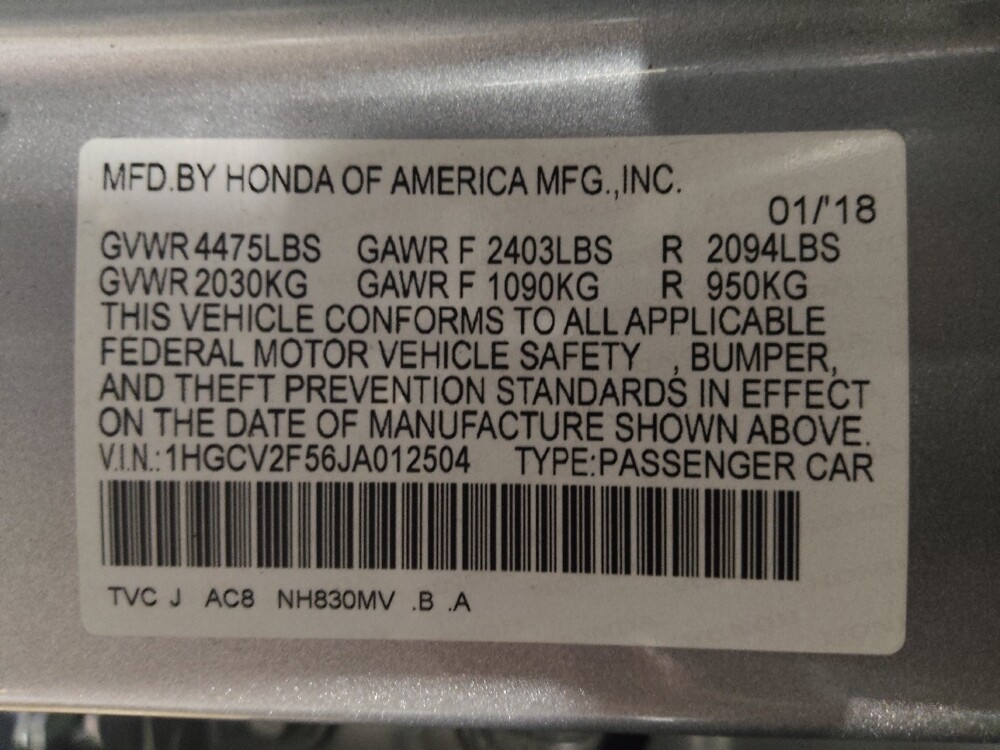 MFD.BY HONDA OF AMERICA MFG.,INC.
01/'18
GVWR 4475LBS GAWR F 2403LBS R 2094LBS
GVWR 2030KG GAWR F 1090KG R 950KG
THIS VEHICLE CONFORMS TO ALL APPLICABLE
FEDERAL MOTOR VEHICLE SAFETY , BUMPER,
AND THEFT PREVENTION STANDARDS IN EFFECT
ON THE DATE OF MANUFACTURE SHOWN ABOVE.
V.I.N.: 1HGCV2F56JA012504 TYPE:PASSENGER CAR
TVC J AC8 NH830MV .B .A